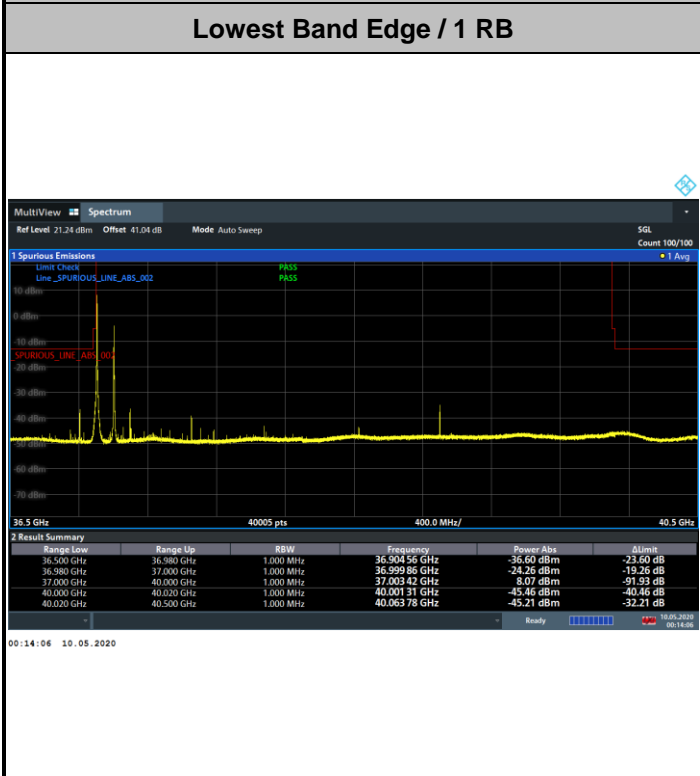 Lowest Band Edge / 1 RB
MultiView Spectrum
Ref Level 21.24 dBm Offset 41.04 dB Mode Auto Sweep SGL
Count 100/100
1 Spurious Emissions 1 Avg
Limit Check PASS
Line _SPURIOUS_LINE_ABS_002 PASS
10 dBm
0 dBm
-10 dBm
_SPURIOUS_LINE_ABS_002
-20 dBm
-30 dBm
-40 dBm
-50 dBm
-60 dBm
-70 dBm
36.5 GHz 40005 pts 400.0 MHz/ 40.5 GHz
2 Result Summary
Range Low Range Up RBW Frequency Power Abs ΔLimit
36.500 GHz 36.980 GHz 1.000 MHz 36.904 56 GHz -36.60 dBm -23.60 dB
36.980 GHz 37.000 GHz 1.000 MHz 36.999 86 GHz -24.26 dBm -19.26 dB
37.000 GHz 40.000 GHz 1.000 MHz 37.003 42 GHz 8.07 dBm -91.93 dB
40.000 GHz 40.020 GHz 1.000 MHz 40.001 31 GHz -45.46 dBm -40.46 dB
40.020 GHz 40.500 GHz 1.000 MHz 40.063 78 GHz -45.21 dBm -32.21 dB
Ready 10.05.2020
00:14:06
00:14:06 10.05.2020